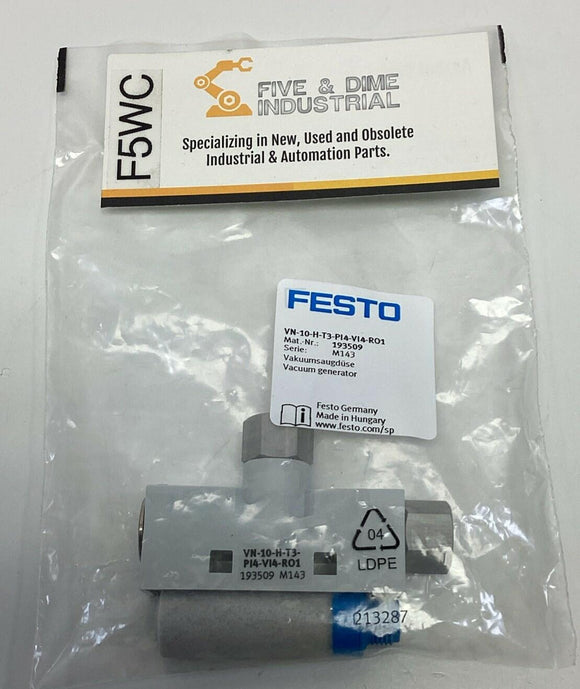 F5WC
FIVE & DIME
INDUSTRIAL
Specializing in New, Used and Obsolete
Industrial & Automation Parts.
FESTO
VN-10-H-T3-PI4-VI4-RO1
Mat.-Nr.: 193509
Serie: M143
Vakuumsaugdüse
Vacuum generator
Festo Germany
Made in Hungary
www.festo.com/sp
VN-10-H-T3-
PI4-VI4-RO1
193509 M143
04
LDPE
213287